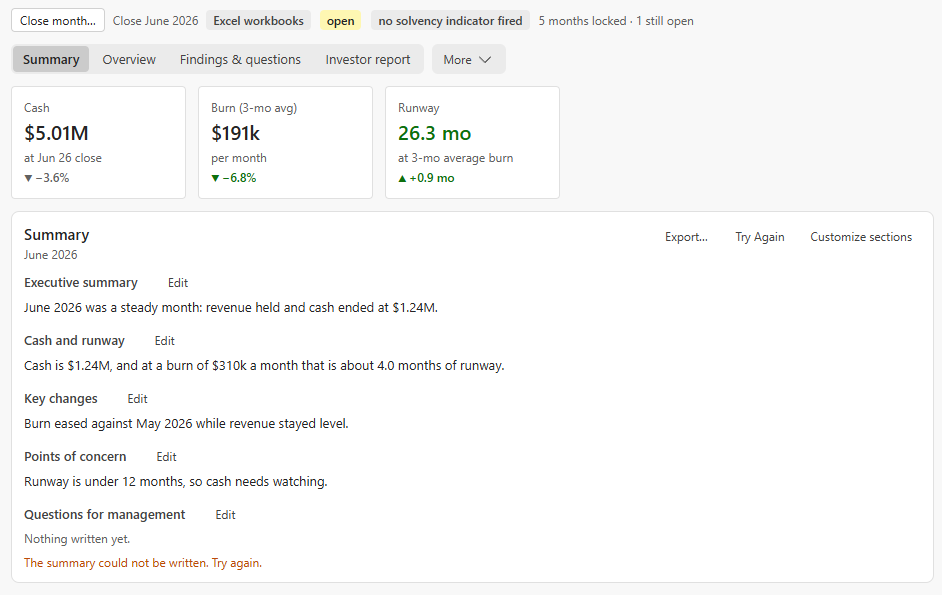 Close month... Close June 2026 Excel workbooks open no solvency indicator fired 5 months locked · 1 still open
Summary Overview Findings & questions Investor report More
Cash
$5.01M
at Jun 26 close
▼ −3.6%
Burn (3-mo avg)
$191k
per month
▼ −6.8%
Runway
26.3 mo
at 3-mo average burn
▲ +0.9 mo
Summary
June 2026
Export... Try Again Customize sections
Executive summary Edit
June 2026 was a steady month: revenue held and cash ended at $1.24M.
Cash and runway Edit
Cash is $1.24M, and at a burn of $310k a month that is about 4.0 months of runway.
Key changes Edit
Burn eased against May 2026 while revenue stayed level.
Points of concern Edit
Runway is under 12 months, so cash needs watching.
Questions for management Edit
Nothing written yet.
The summary could not be written. Try again.